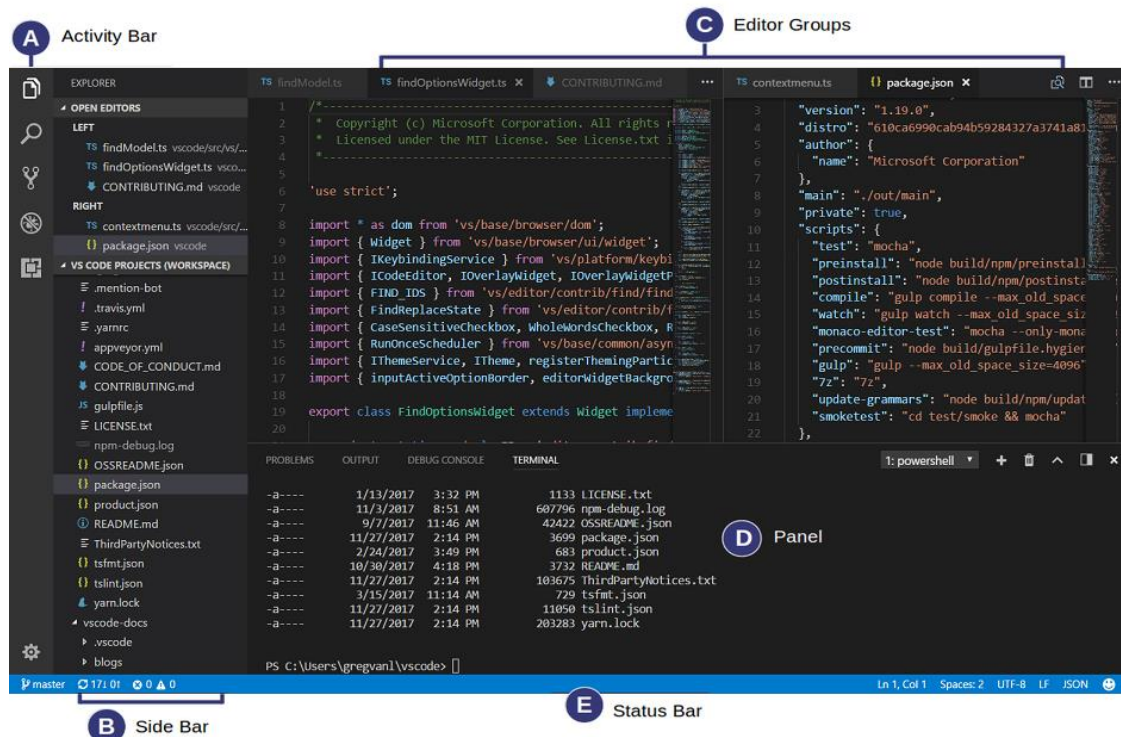 A Activity Bar
C Editor Groups
EXPLORER
OPEN EDITORS
LEFT
TS findModel.ts vscode/src/vs/...
TS findOptionsWidget.ts vsco...
CONTRIBUTING.md vscode
RIGHT
TS contextmenu.ts vscode/src/...
{} package.json vscode
VS CODE PROJECTS (WORKSPACE)
.mention-bot
! .travis.yml
.yarnrc
! appveyor.yml
CODE_OF_CONDUCT.md
CONTRIBUTING.md
JS gulpfile.js
LICENSE.txt
npm-debug.log
{} OSSREADME.json
{} package.json
{} product.json
README.md
ThirdPartyNotices.txt
{} tsfmt.json
{} tslint.json
yarn.lock
vscode-docs
.vscode
blogs
TS findModel.ts TS findOptionsWidget.ts × CONTRIBUTING.md ...
1 /*---------------------------------------------------
2 * Copyright (c) Microsoft Corporation. All rights r
3 * Licensed under the MIT License. See License.txt i
4 *---------------------------------------------------
5
6 'use strict';
7
8 import * as dom from 'vs/base/browser/dom';
9 import { Widget } from 'vs/base/browser/ui/widget';
10 import { IKeybindingService } from 'vs/platform/keybi
11 import { ICodeEditor, IOverlayWidget, IOverlayWidgetP
12 import { FIND_IDS } from 'vs/editor/contrib/find/find
13 import { FindReplaceState } from 'vs/editor/contrib/f
14 import { CaseSensitiveCheckbox, WholeWordsCheckbox, R
15 import { RunOnceScheduler } from 'vs/base/common/asyn
16 import { IThemeService, ITheme, registerThemingPartic
17 import { inputActiveOptionBorder, editorWidgetBackgro
18
19 export class FindOptionsWidget extends Widget impleme
20
TS contextmenu.ts {} package.json × ...
3 "version": "1.19.0",
4 "distro": "610ca6990cab94b59284327a3741a81
5 "author": {
6 "name": "Microsoft Corporation"
7 },
8 "main": "./out/main",
9 "private": true,
10 "scripts": {
11 "test": "mocha",
12 "preinstall": "node build/npm/preinstall
13 "postinstall": "node build/npm/postinsta
14 "compile": "gulp compile --max_old_space
15 "watch": "gulp watch --max_old_space_siz
16 "monaco-editor-test": "mocha --only-mona
17 "precommit": "node build/gulpfile.hygien
18 "gulp": "gulp --max_old_space_size=4096"
19 "7z": "7z",
20 "update-grammars": "node build/npm/updat
21 "smoketest": "cd test/smoke && mocha"
22 },
PROBLEMS OUTPUT DEBUG CONSOLE TERMINAL 1: powershell
-a---- 1/13/2017 3:32 PM 1133 LICENSE.txt
-a---- 11/3/2017 8:51 AM 607796 npm-debug.log
-a---- 9/7/2017 11:46 AM 42422 OSSREADME.json
-a---- 11/27/2017 2:14 PM 3699 package.json
-a---- 2/24/2017 3:49 PM 683 product.json
-a---- 10/30/2017 4:18 PM 3732 README.md
-a---- 11/27/2017 2:14 PM 103675 ThirdPartyNotices.txt
-a---- 3/15/2017 11:14 AM 729 tsfmt.json
-a---- 11/27/2017 2:14 PM 11050 tslint.json
-a---- 11/27/2017 2:14 PM 203283 yarn.lock
PS C:\Users\gregvanl\vscode>
D Panel
master 17↓ 0↑ 0 0 Ln 1, Col 1 Spaces: 2 UTF-8 LF JSON
B Side Bar
E Status Bar